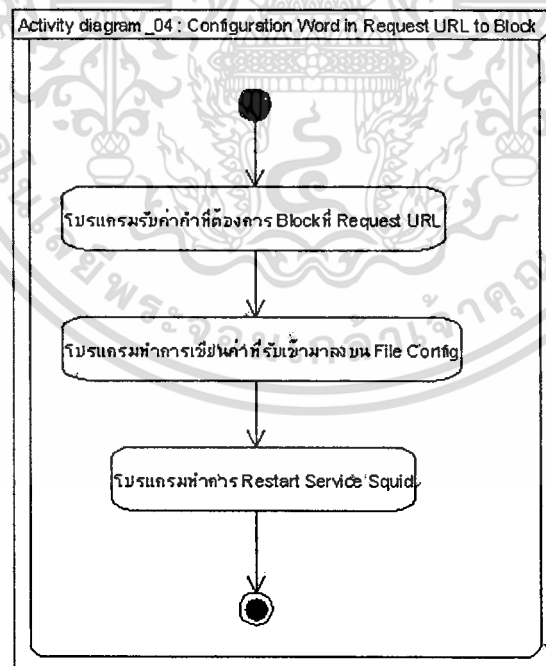 Activity diagram _04 : Configuration Word in Request URL to Block
โปรแกรมรับค่าคำที่ต้องการ Block ที่ Request URL
โปรแกรมทำการเขียนค่าที่รับเข้ามาลงบน File Config
โปรแกรมทำการ Restart Service Squid